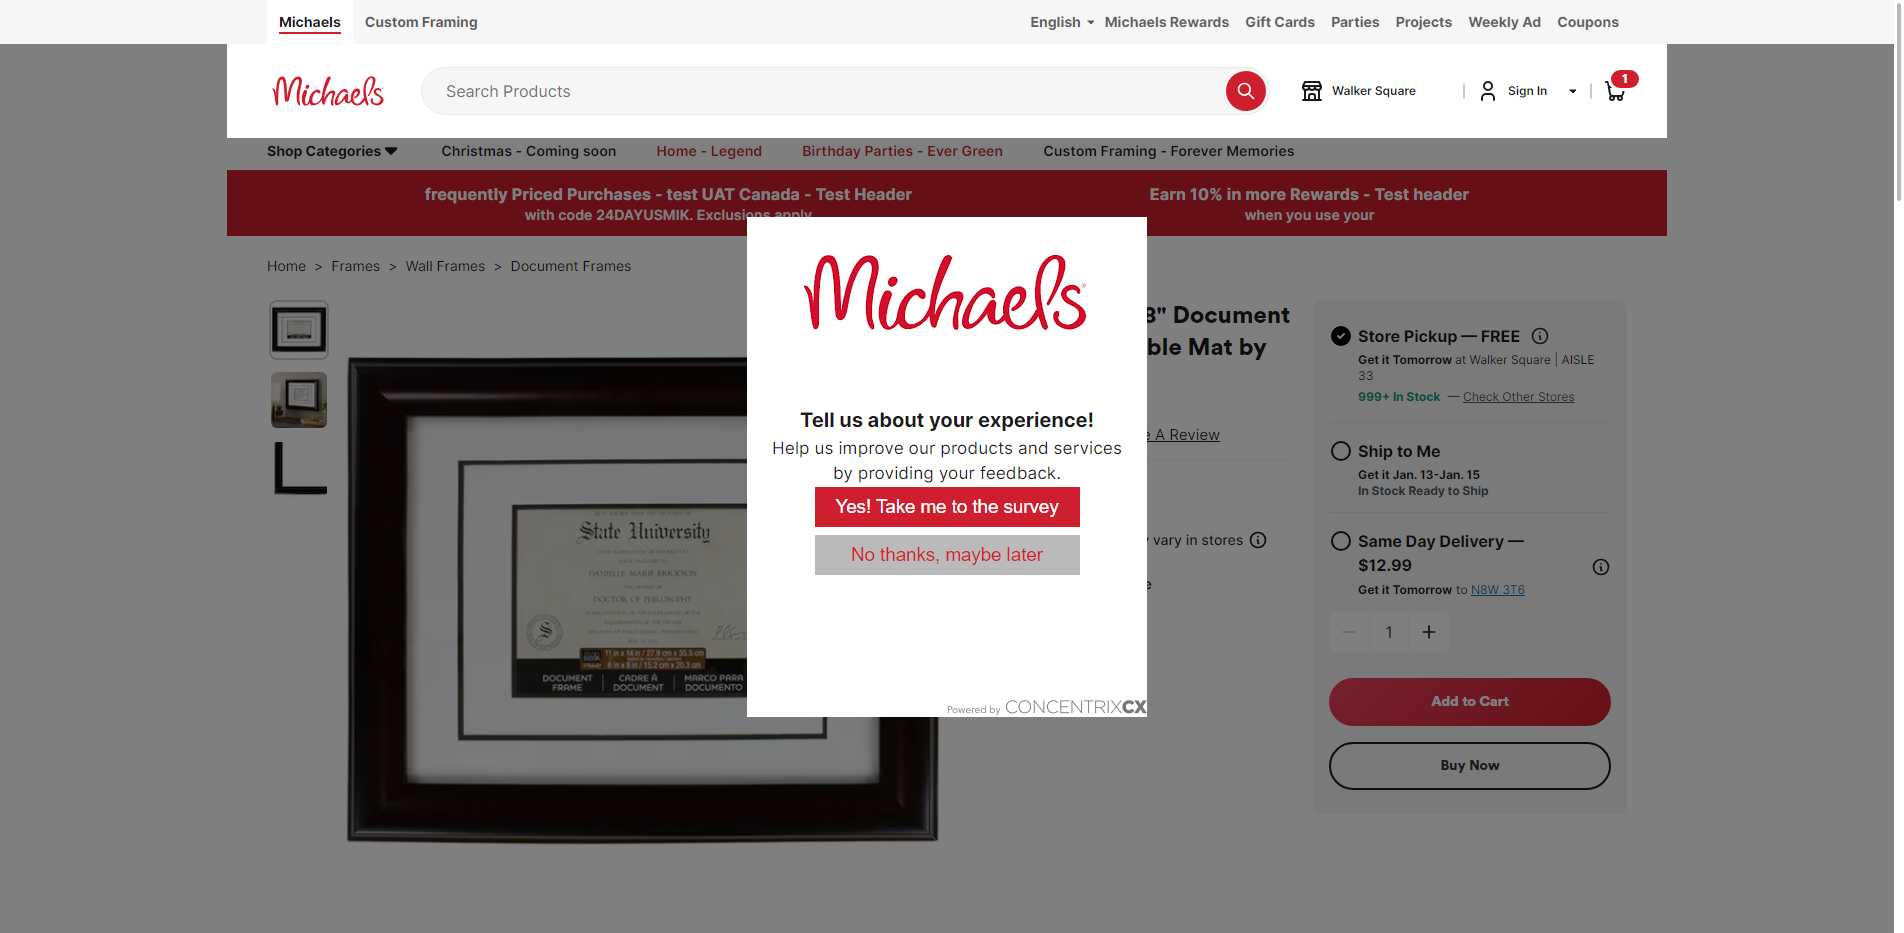 Michaels
Custom Framing
English
Michaels Rewards
Gift Cards
Parties
Projects
Weekly Ad
Coupons
Michaels
Search Products
Walker Square
Sign In
1
Shop Categories
Christmas - Coming soon
Home - Legend
Birthday Parties - Ever Green
Custom Framing - Forever Memories
frequently Priced Purchases - test UAT Canada - Test Header
with code 24DAYUSMIK. Exclusions apply
Earn 10% in more Rewards - Test header
when you use your
Home > Frames > Wall Frames > Document Frames
Michaels
Tell us about your experience!
Help us improve our products and services
by providing your feedback.
Yes! Take me to the survey
No thanks, maybe later
Powered by CONCENTRIXCX
8" Document
ble Mat by
A Review
vary in stores
State University
DANIELLE MARIE ERICKSON
DOCTOR OF PHILOSOPHY
11 in x 14 in / 27.9 cm x 35.5 cm
6 in x 8 in / 15.2 cm x 20.3 cm
DOCUMENT
FRAME
CADRE À
DOCUMENT
MARCO PARA
DOCUMENTO
Store Pickup — FREE
Get it Tomorrow at Walker Square | AISLE
33
999+ In Stock — Check Other Stores
Ship to Me
Get it Jan. 13-Jan. 15
In Stock Ready to Ship
Same Day Delivery —
$12.99
Get it Tomorrow to N8W 3T6
1
Add to Cart
Buy Now